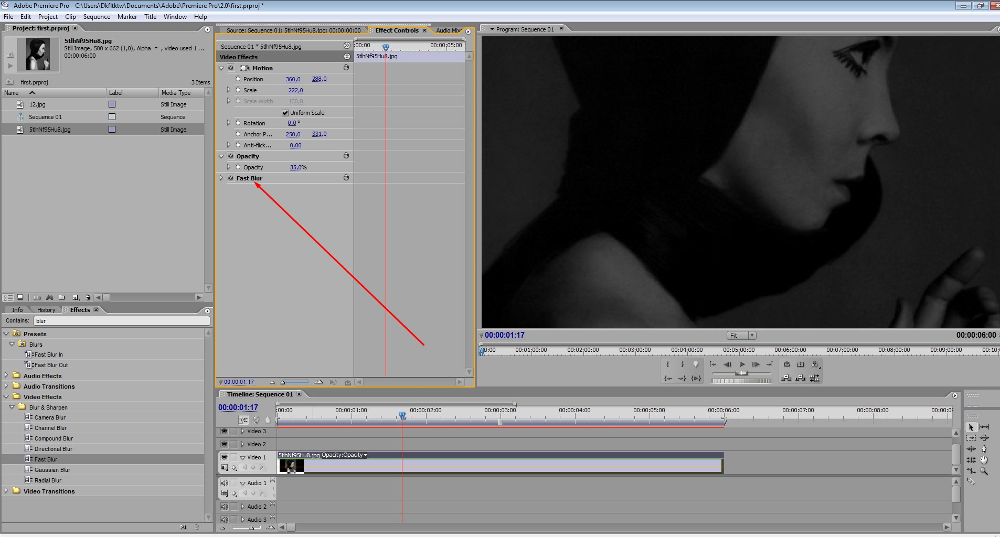 Adobe Premiere Pro - C:\Users\Dkfltktw\Documents\Adobe\Premiere Pro\2.0\first.prproj *
File Edit Project Clip Sequence Marker Title Window Help
Project: first.prproj
5tlhNf95Hu8.jpg
Still Image, 500 x 662 (1,0), Alpha , video used 1 ...
00:00:06:00
first.prproj 3 Items
Name Label Media Type
12.jpg Still Image
Sequence 01 Sequence
5tlhNf95Hu8.jpg Still Image
Info History Effects
Contains: blur
Presets
Blurs
Fast Blur In
Fast Blur Out
Audio Effects
Audio Transitions
Video Effects
Blur & Sharpen
Camera Blur
Channel Blur
Compound Blur
Directional Blur
Fast Blur
Gaussian Blur
Radial Blur
Video Transitions
Source: Sequence 01: 5tlhNf95Hu8.jpg: 00:00:00:00 Effect Controls Audio Mixe
Sequence 01 * 5tlhNf95Hu8.jpg :00:00 00:00:05:00
Video Effects 5tlhNf95Hu8.jpg
Motion
Position 360,0 288,0
Scale 222,0
Scale Width 100,0
Uniform Scale
Rotation 0,0 °
Anchor P... 250,0 331,0
Anti-flick... 0,00
Opacity
Opacity 35,0%
Fast Blur
00:00:01:17
Program: Sequence 01
00:00:01:17 Fit 00:00:06:00
00:00 00:01:00:00 00:02:00:00 00:03:00:00 00:04:00:00 00:05:00:00 00:06:00:00 00:07:00:00 00:08:00:00 00:09:00:00 00:10:
Timeline: Sequence 01
00:00:01:17 :00:00 00:00:01:00 00:00:02:00 00:00:03:00 00:00:04:00 00:00:05:00 00:00:06:00 00:00:07:00 00:00:08:00 00:00:09
Video 3
Video 2
Video 1 5tlhNf95Hu8.jpg Opacity:Opacity
Audio 1
L
R
Audio 2
Audio 3